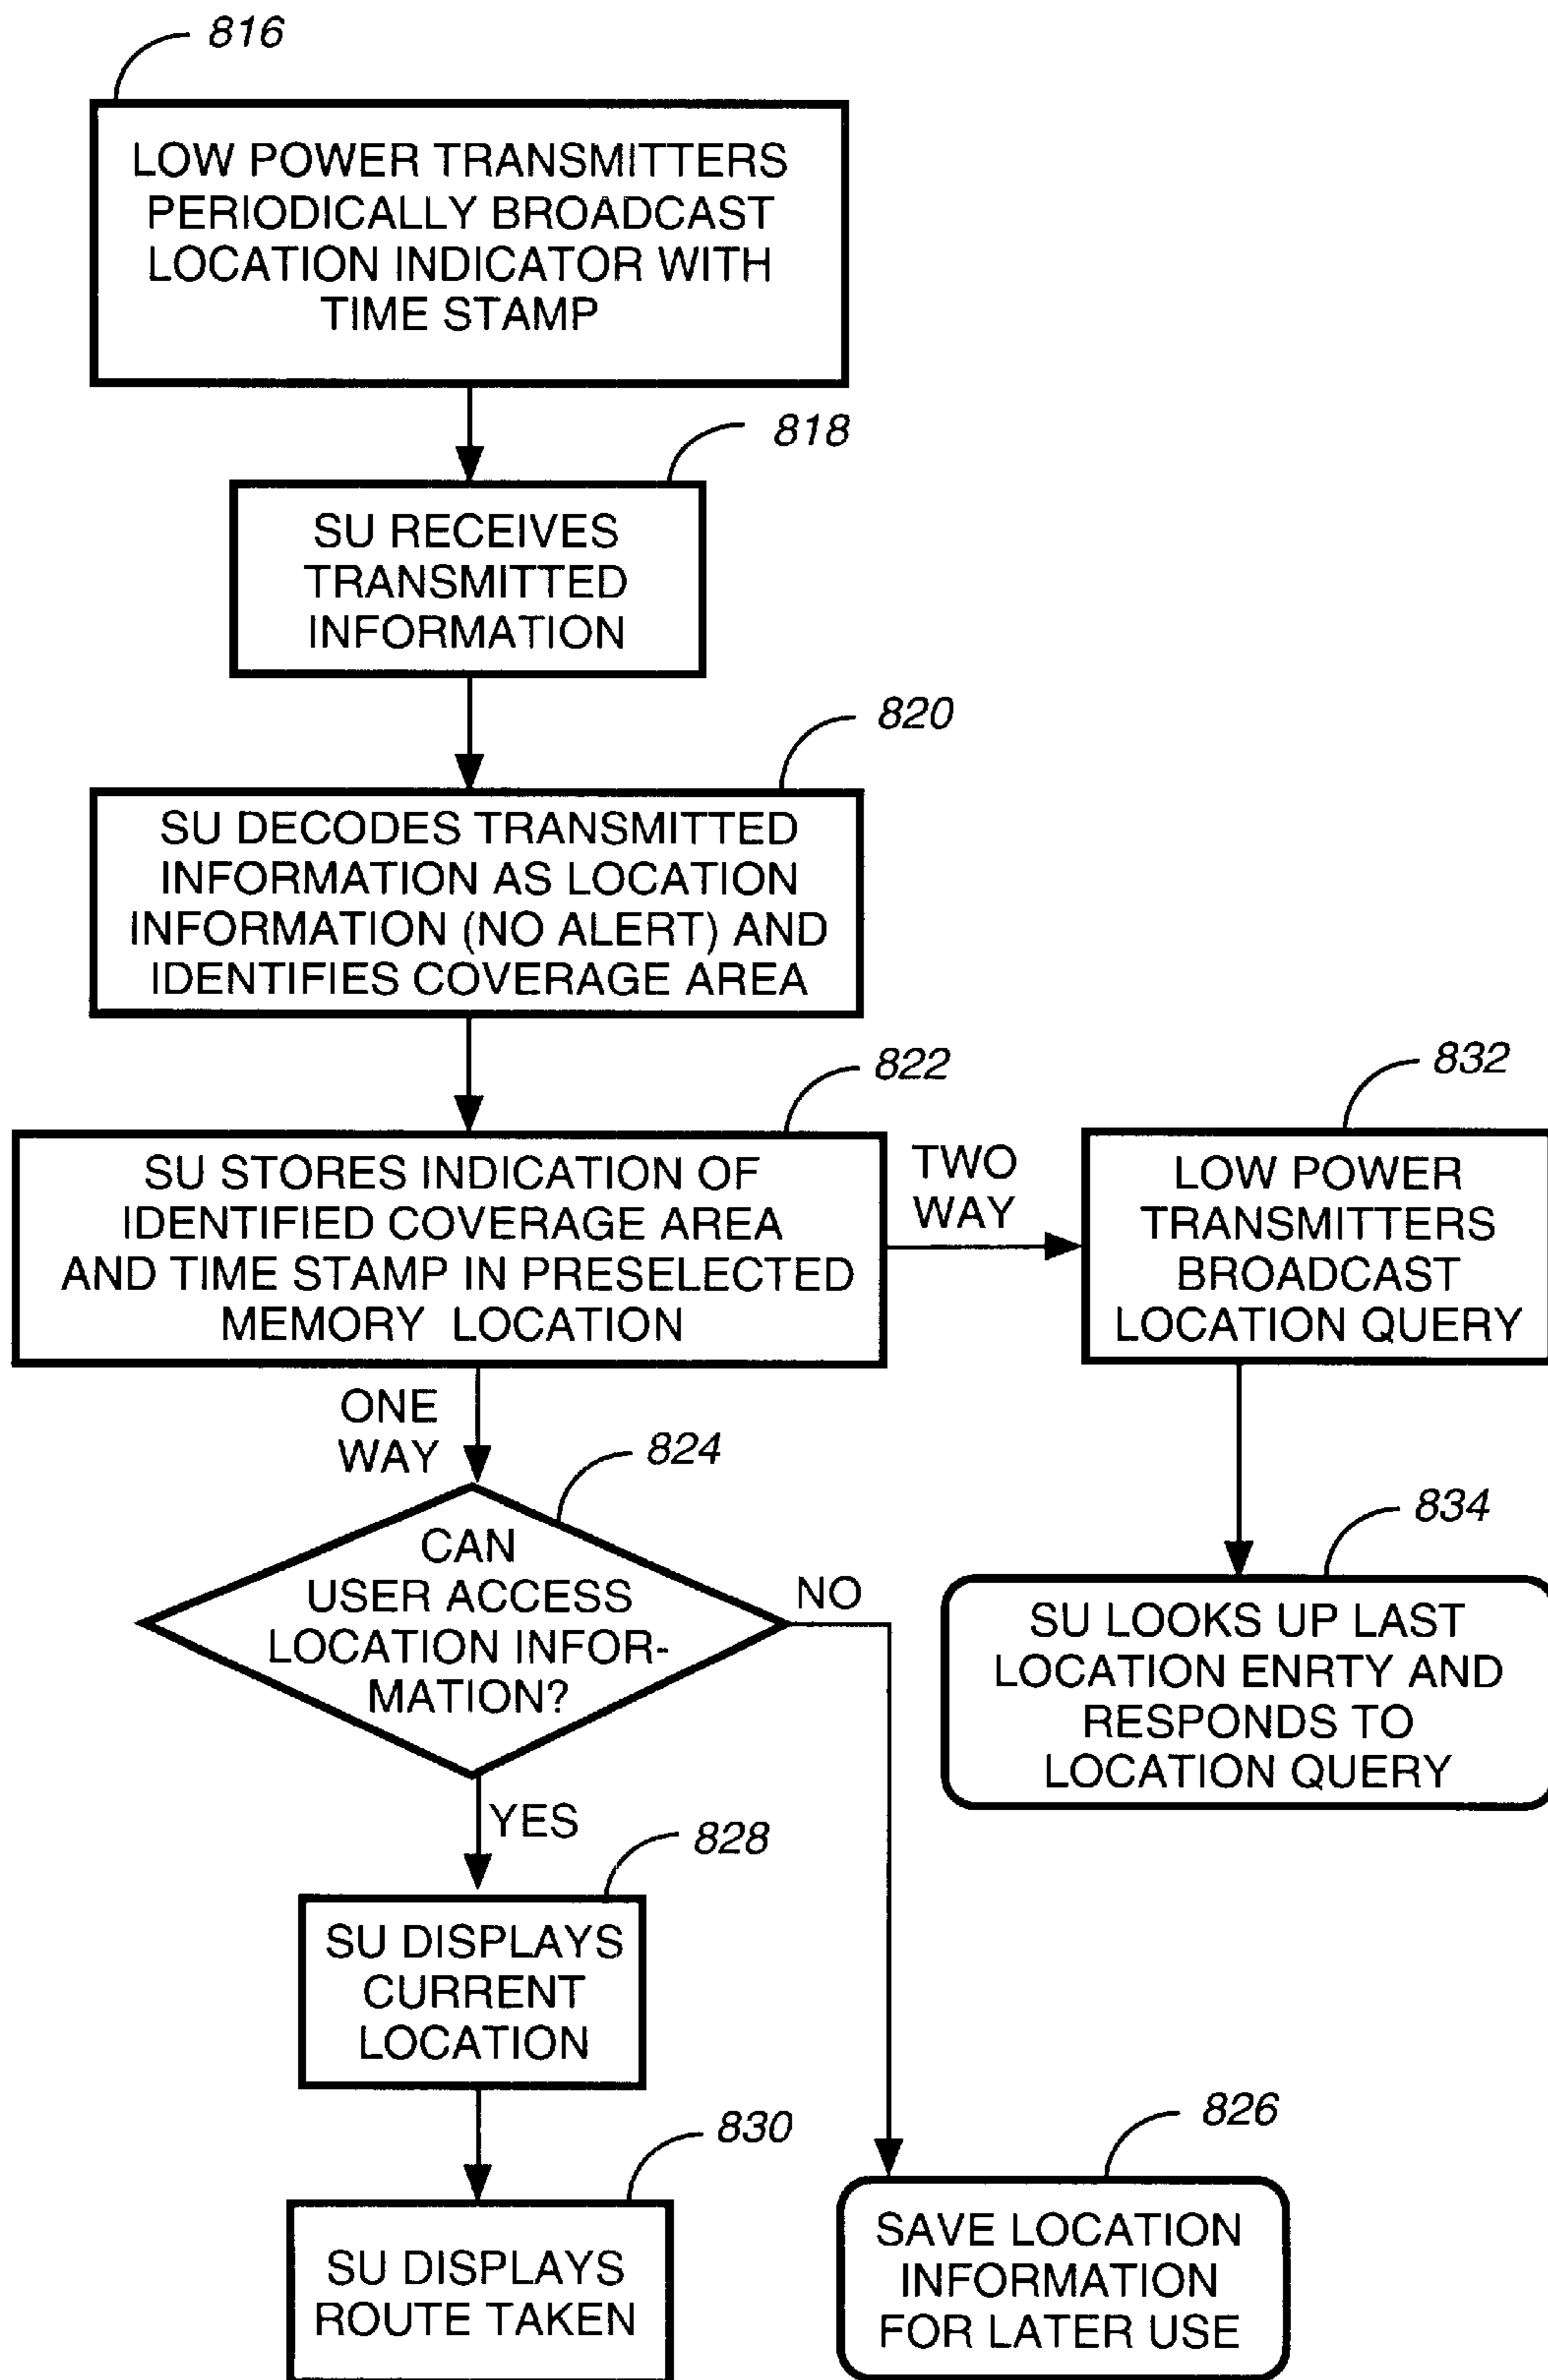 816
LOW POWER TRANSMITTERS
PERIODICALLY BROADCAST
LOCATION INDICATOR WITH
TIME STAMP
818
SU RECEIVES
TRANSMITTED
INFORMATION
820
SU DECODES TRANSMITTED
INFORMATION AS LOCATION
INFORMATION (NO ALERT) AND
IDENTIFIES COVERAGE AREA
822
SU STORES INDICATION OF
IDENTIFIED COVERAGE AREA
AND TIME STAMP IN PRESELECTED
MEMORY LOCATION
TWO
WAY
832
LOW POWER
TRANSMITTERS
BROADCAST
LOCATION QUERY
ONE
WAY
824
CAN
USER ACCESS
LOCATION INFOR-
MATION?
NO
834
SU LOOKS UP LAST
LOCATION ENRTY AND
RESPONDS TO
LOCATION QUERY
YES
828
SU DISPLAYS
CURRENT
LOCATION
830
SU DISPLAYS
ROUTE TAKEN
826
SAVE LOCATION
INFORMATION
FOR LATER USE